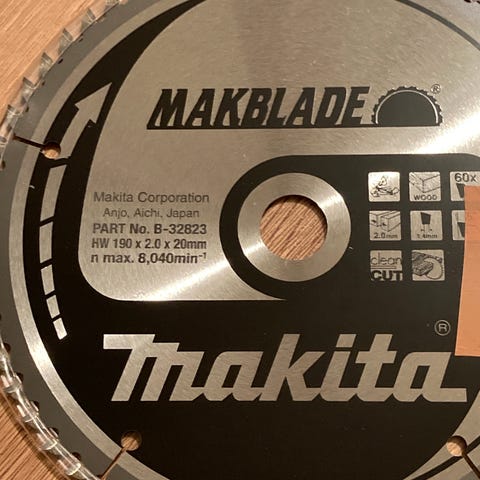 MAKBLADE ®
Makita Corporation
Anjo, Aichi, Japan
PART No. B-32823
HW 190 x 2.0 x 20mm
n max. 8,040min⁻¹
WOOD
60x
2.0mm
1.4mm
clean
CUT
makita ®